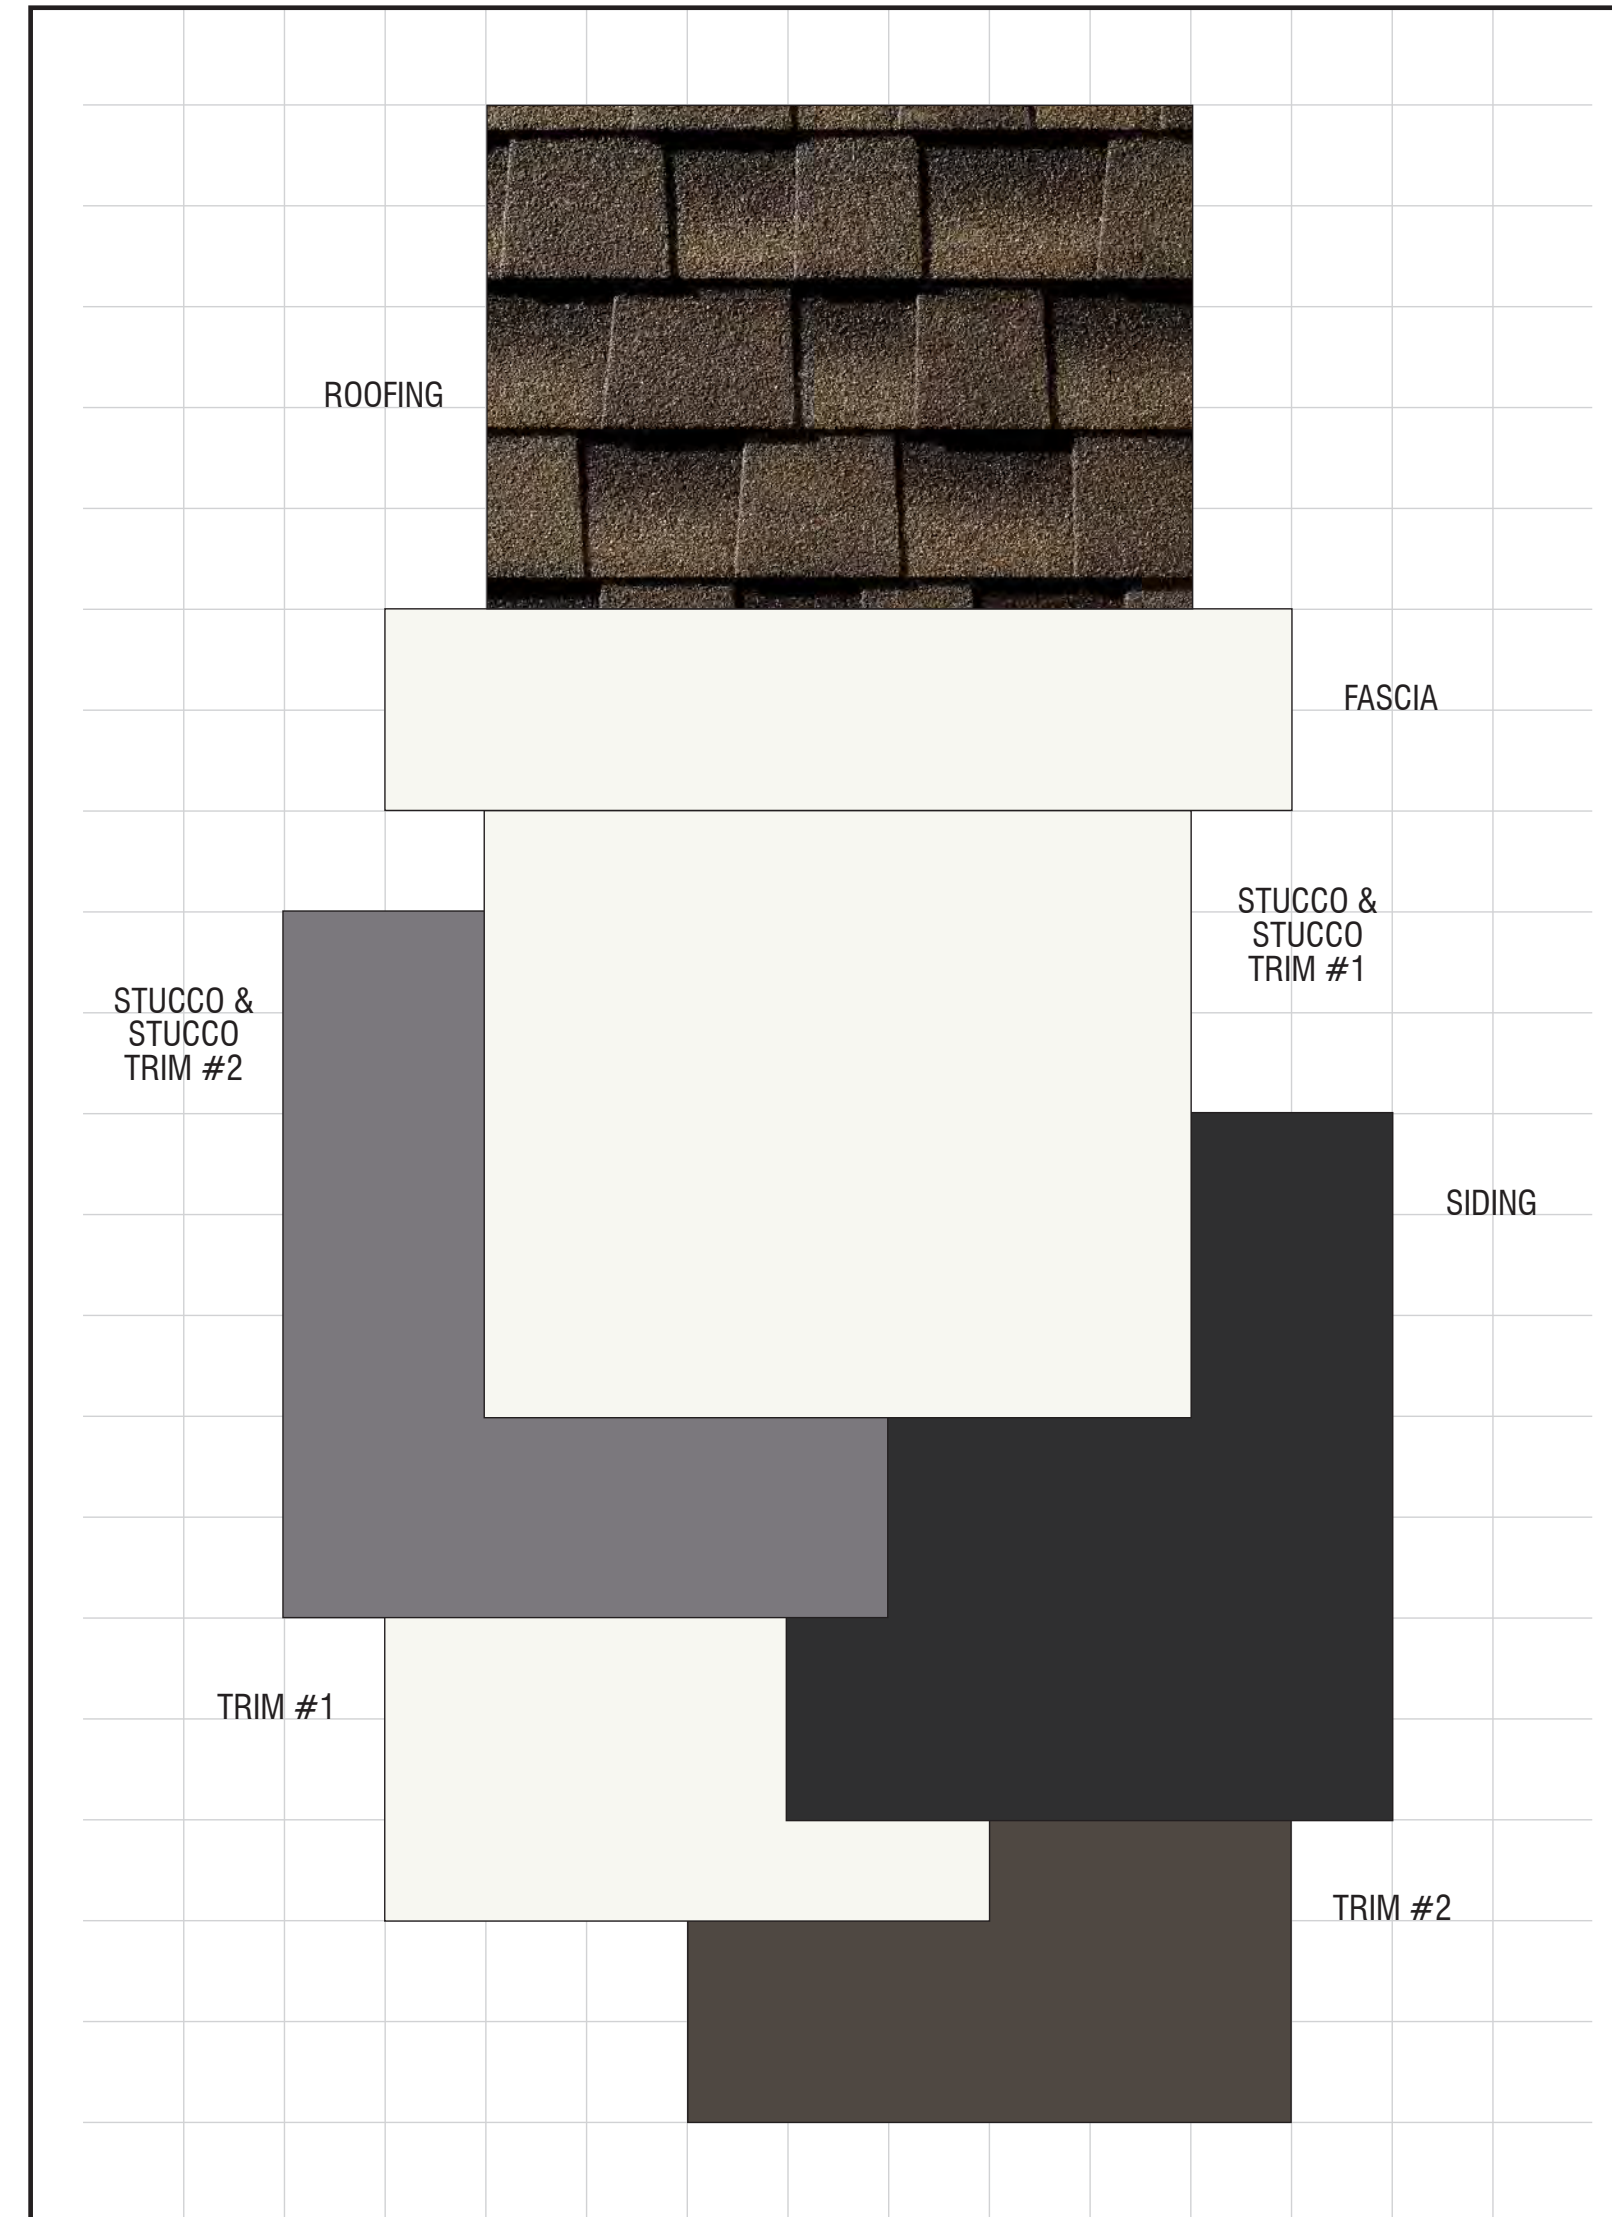 ROOFING
FASCIA
STUCCO &
STUCCO
TRIM #1
STUCCO &
STUCCO
TRIM #2
SIDING
TRIM #1
TRIM #2